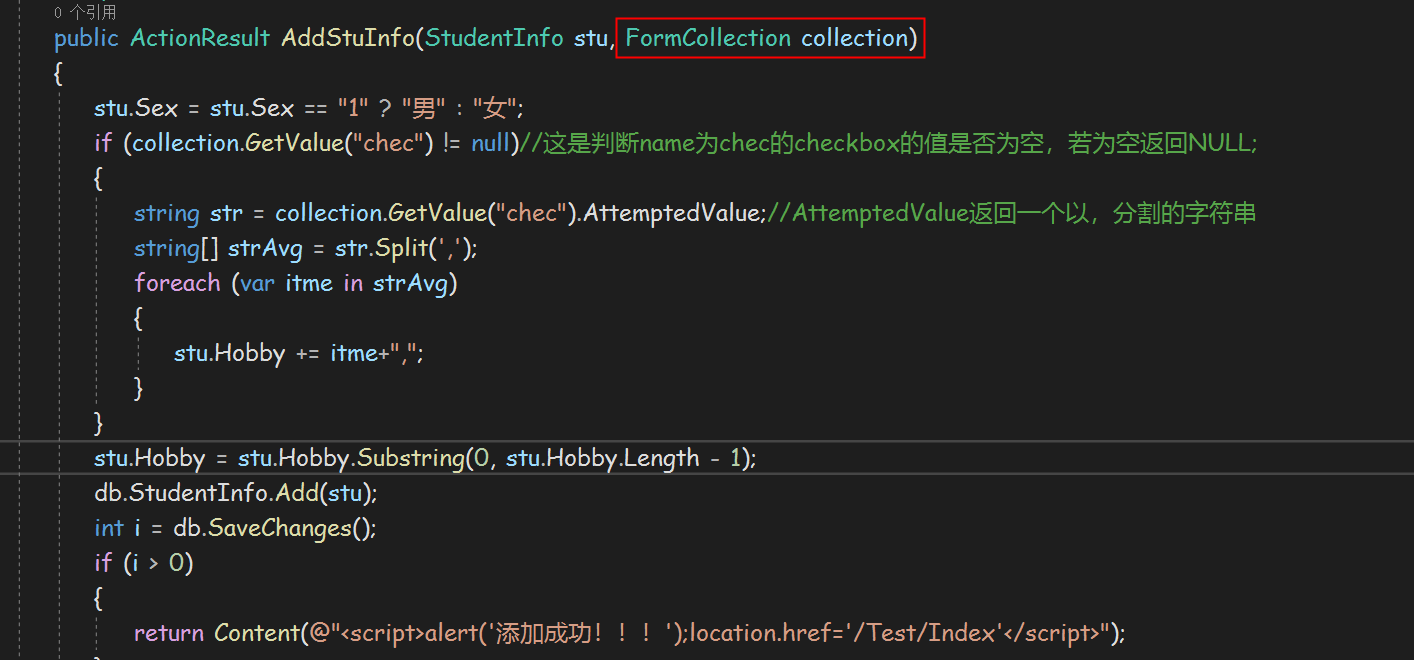 0 个引用
public ActionResult AddStuInfo(StudentInfo stu, FormCollection collection)
{
stu.Sex = stu.Sex == "1" ? "男" : "女";
if (collection.GetValue("chec") != null)//这是判断name为chec的checkbox的值是否为空，若为空返回NULL;
{
string str = collection.GetValue("chec").AttemptedValue;//AttemptedValue返回一个以，分割的字符串
string[] strAvg = str.Split(',');
foreach (var itme in strAvg)
{
stu.Hobby += itme+",";
}
}
stu.Hobby = stu.Hobby.Substring(0, stu.Hobby.Length - 1);
db.StudentInfo.Add(stu);
int i = db.SaveChanges();
if (i > 0)
{
return Content(@"<script>alert('添加成功！！！');location.href='/Test/Index'</script>");